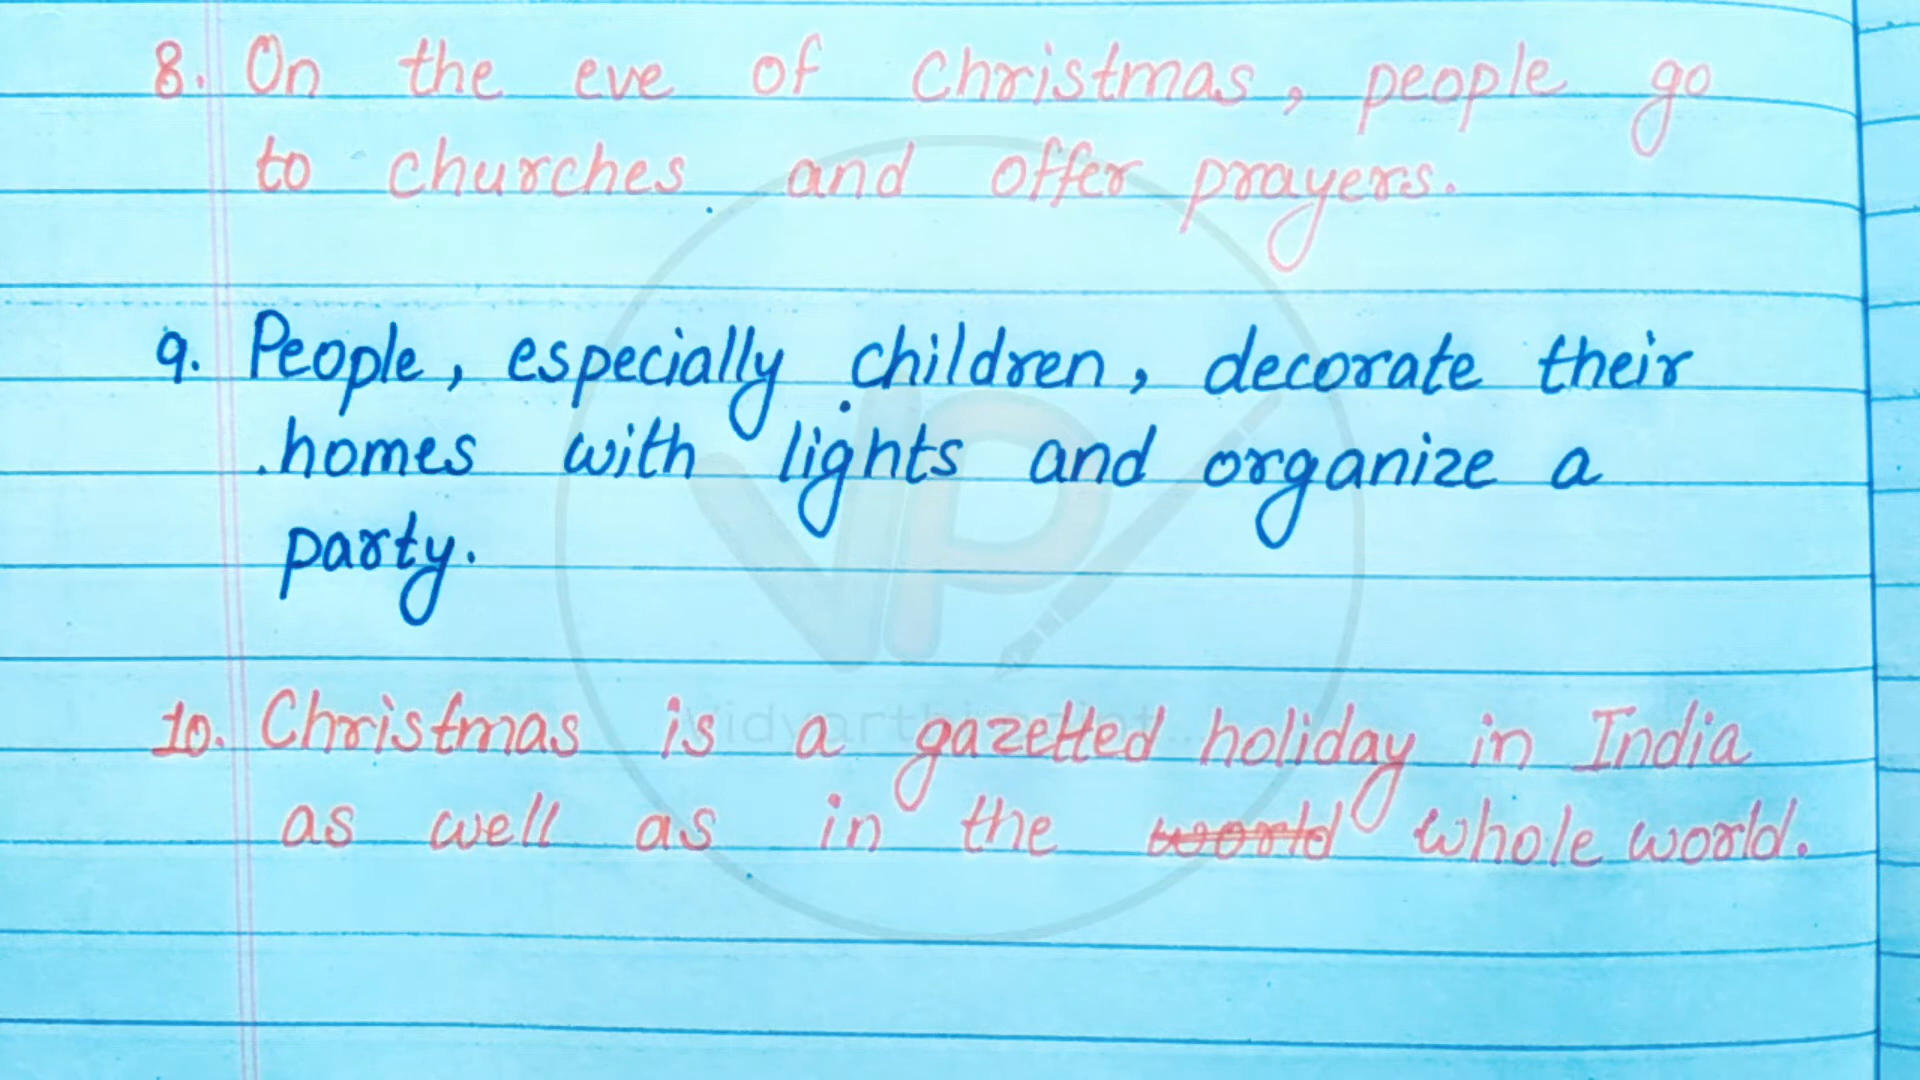 8. On the eve of Christmas, people go
to churches and offer prayers.
9. People, especially children, decorate their
homes with lights and organize a
party.
10. Christmas is a gazetted holiday in India
as well as in the world whole world.
VP